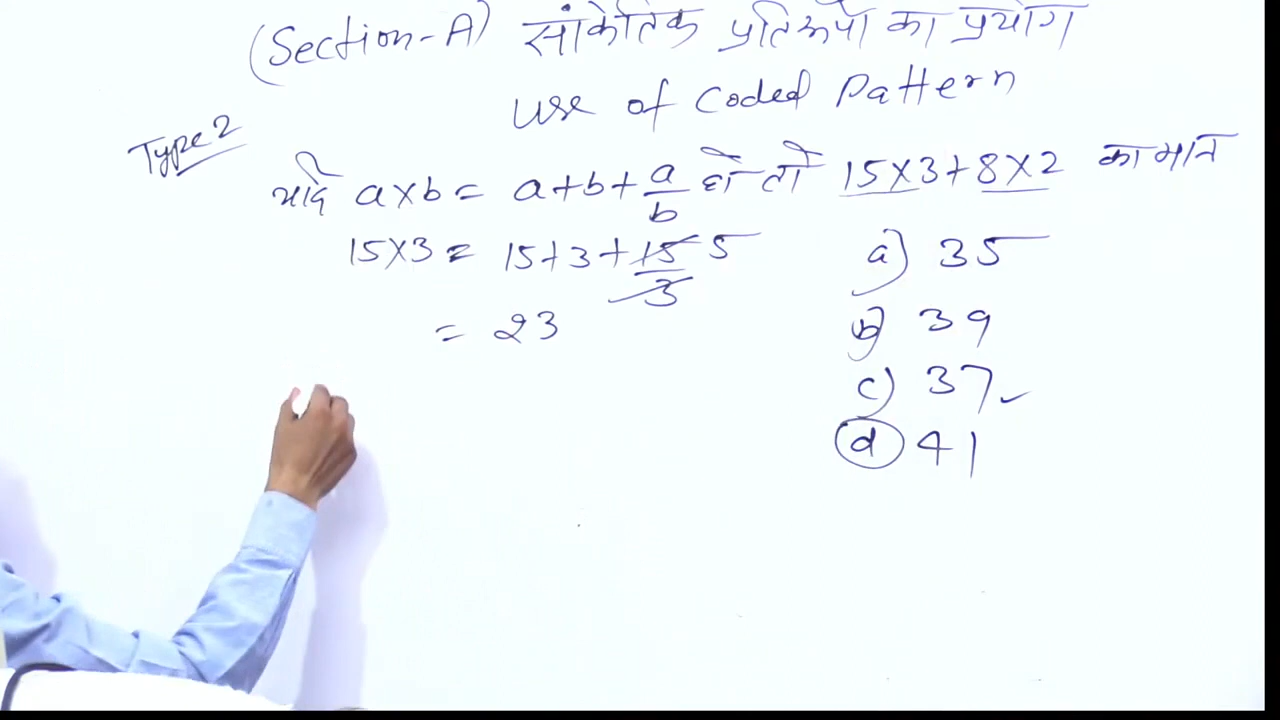 (Section-A) सांकेतिक प्रतिरूपों का प्रयोग
Use of Coded Pattern
Type 2
यदि a×b = a+b+a/b हो तो 15×3+8×2 का मान
15×3 = 15+3+15/3 5
= 23
a) 35
b) 39
c) 37
d) 41